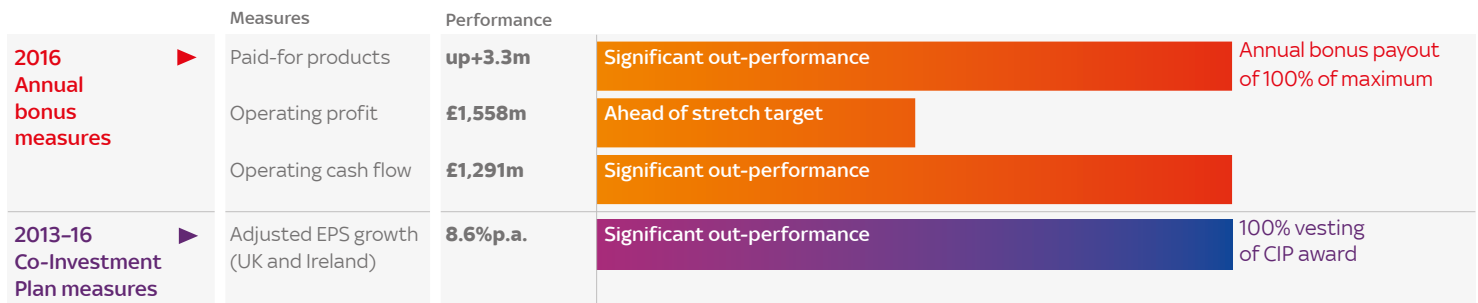 Measures
Performance
2016
Annual
bonus
measures
Paid-for products
up+3.3m
Significant out-performance
Annual bonus payout
of 100% of maximum
Operating profit
£1,558m
Ahead of stretch target
Operating cash flow
£1,291m
Significant out-performance
2013–16
Co-Investment
Plan measures
Adjusted EPS growth
(UK and Ireland)
8.6%p.a.
Significant out-performance
100% vesting
of CIP award